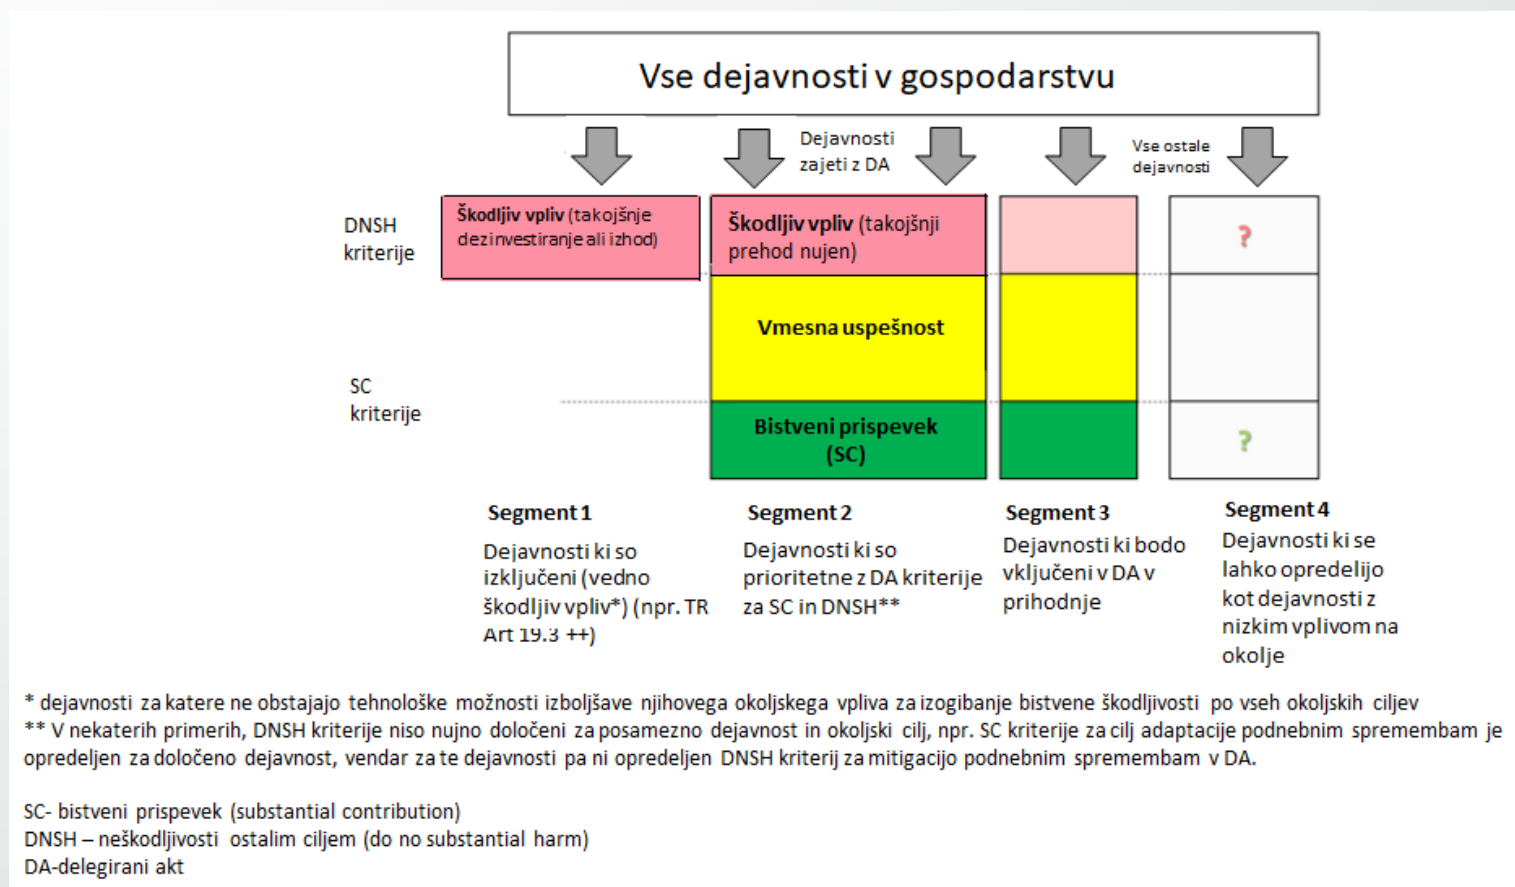 Vse dejavnosti v gospodarstvu
Dejavnosti
zajeti z DA
Vse ostale
dejavnosti
DNSH
kriterije
Škodljiv vpliv (takojšnje
dezinvestiranje ali izhod)
Škodljiv vpliv (takojšnji
prehod nujen)
?
Vmesna uspešnost
SC
kriterije
Bistveni prispevek
(SC)
?
Segment 1
Dejavnosti ki so
izključeni (vedno
škodljiv vpliv*) (npr. TR
Art 19.3 ++)
Segment 2
Dejavnosti ki so
prioritetne z DA kriterije
za SC in DNSH**
Segment 3
Dejavnosti ki bodo
vključeni v DA v
prihodnje
Segment 4
Dejavnosti ki se
lahko opredelijo
kot dejavnosti z
nizkim vplivom na
okolje
* dejavnosti za katere ne obstajajo tehnološke možnosti izboljšave njihovega okoljskega vpliva za izogibanje bistvene škodljivosti po vseh okoljskih ciljev
** V nekaterih primerih, DNSH kriterije niso nujno določeni za posamezno dejavnost in okoljski cilj, npr. SC kriterije za cilj adaptacije podnebnim spremembam je
opredeljen za določeno dejavnost, vendar za te dejavnosti pa ni opredeljen DNSH kriterij za mitigacijo podnebnim spremembam v DA.
SC- bistveni prispevek (substantial contribution)
DNSH – neškodljivosti ostalim ciljem (do no substantial harm)
DA-delegirani akt